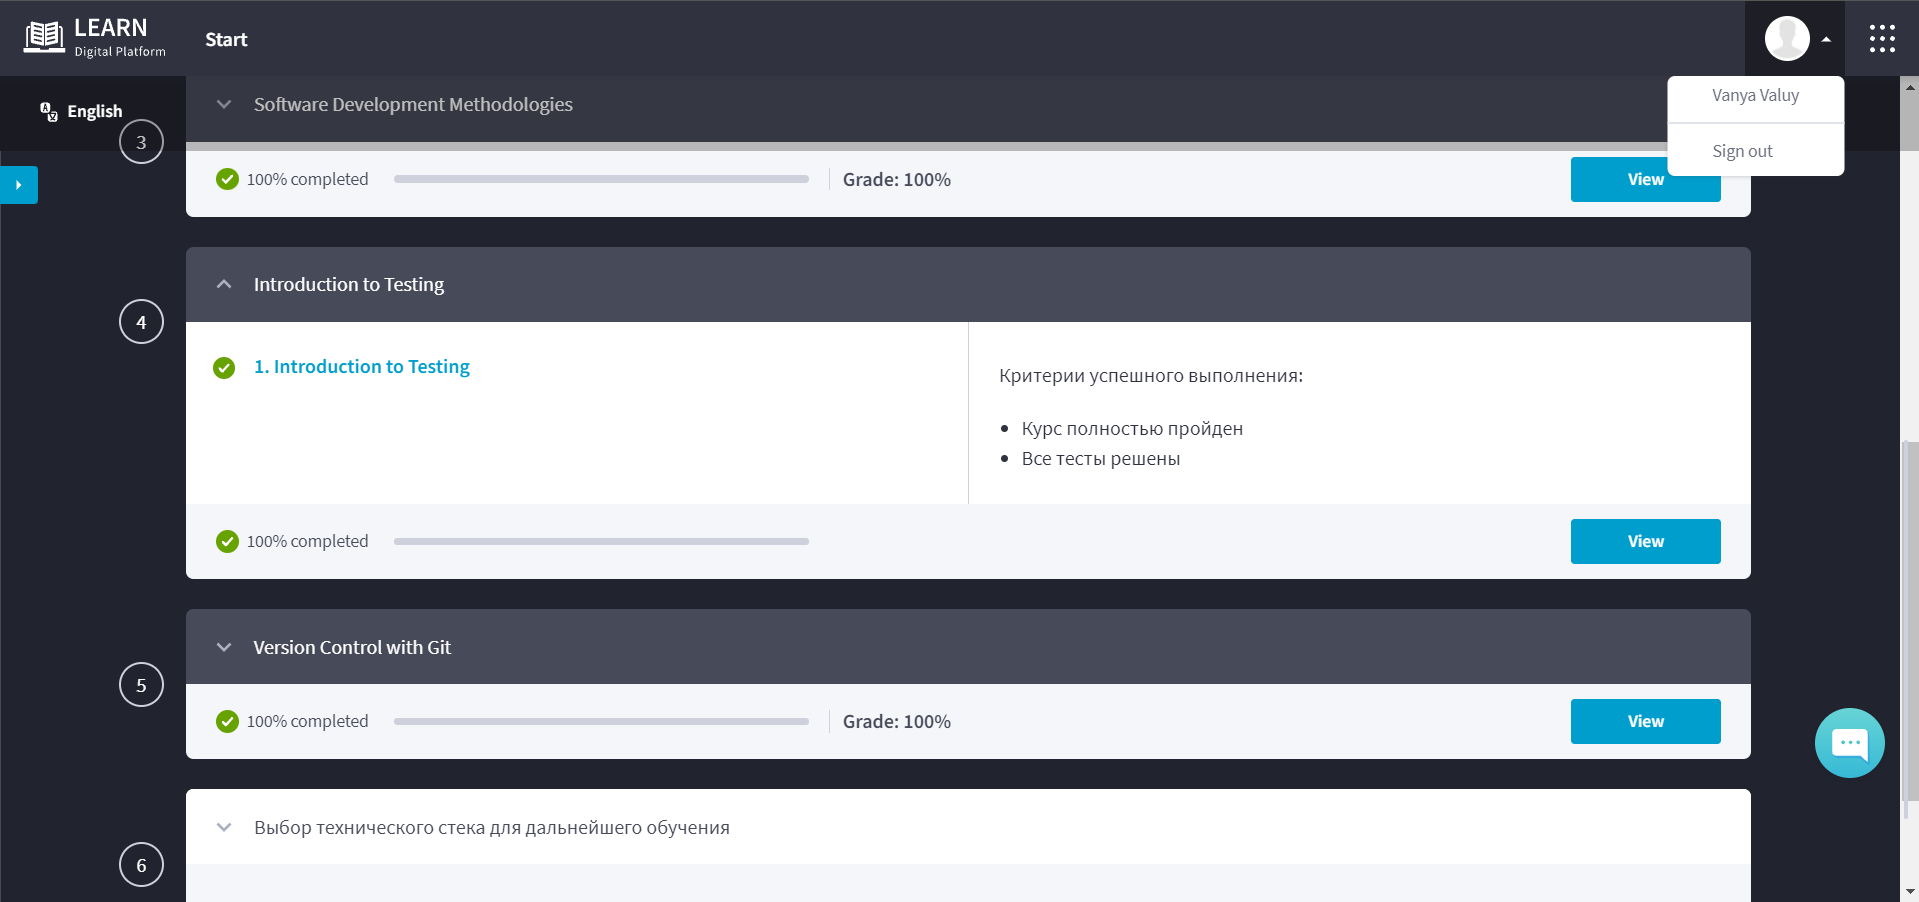 LEARN
Digital Platform
Start
English
Vanya Valuy
Sign out
Software Development Methodologies
3
100% completed
Grade: 100%
View
Introduction to Testing
4
1. Introduction to Testing
Критерии успешного выполнения:
Курс полностью пройден
Все тесты решены
100% completed
View
Version Control with Git
5
100% completed
Grade: 100%
View
Выбор технического стека для дальнейшего обучения
6